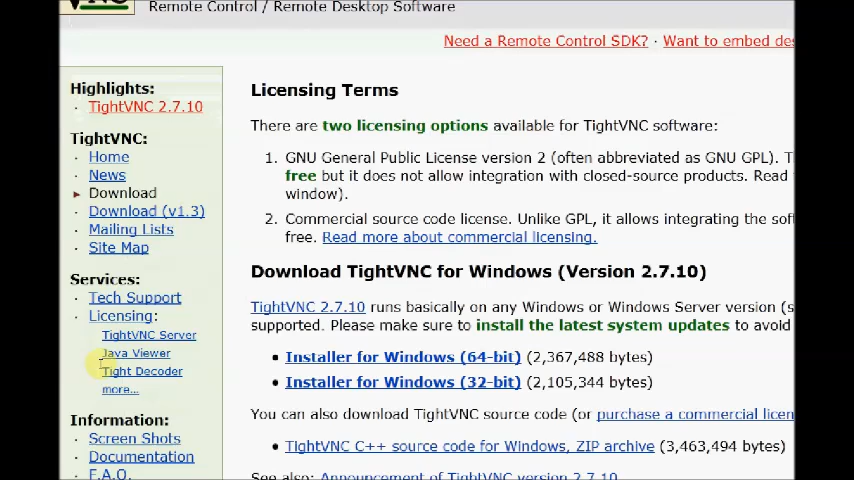 Remote Control / Remote Desktop Software
Need a Remote Control SDK? · Want to embed
Highlights:
· TightVNC 2.7.10
TightVNC:
· Home
· News
Download
· Download (v1.3)
· Mailing Lists
· Site Map
Services:
· Tech Support
· Licensing:
TightVNC Server
Java Viewer
Tight Decoder
more...
Information:
· Screen Shots
· Documentation
· F.A.Q.
Licensing Terms
There are two licensing options available for TightVNC software:
1. GNU General Public License version 2 (often abbreviated as GNU GPL).
free but it does not allow integration with closed-source products. Read
window).
2. Commercial source code license. Unlike GPL, it allows integrating the
free. Read more about commercial licensing.
Download TightVNC for Windows (Version 2.7.10)
TightVNC 2.7.10 runs basically on any Windows or Windows Server version
supported. Please make sure to install the latest system updates to avoid
• Installer for Windows (64-bit) (2,367,488 bytes)
• Installer for Windows (32-bit) (2,105,344 bytes)
You can also download TightVNC source code (or purchase a commercial
• TightVNC C++ source code for Windows, ZIP archive (3,463,494 bytes)
See also: Announcement of TightVNC version 2.7.10